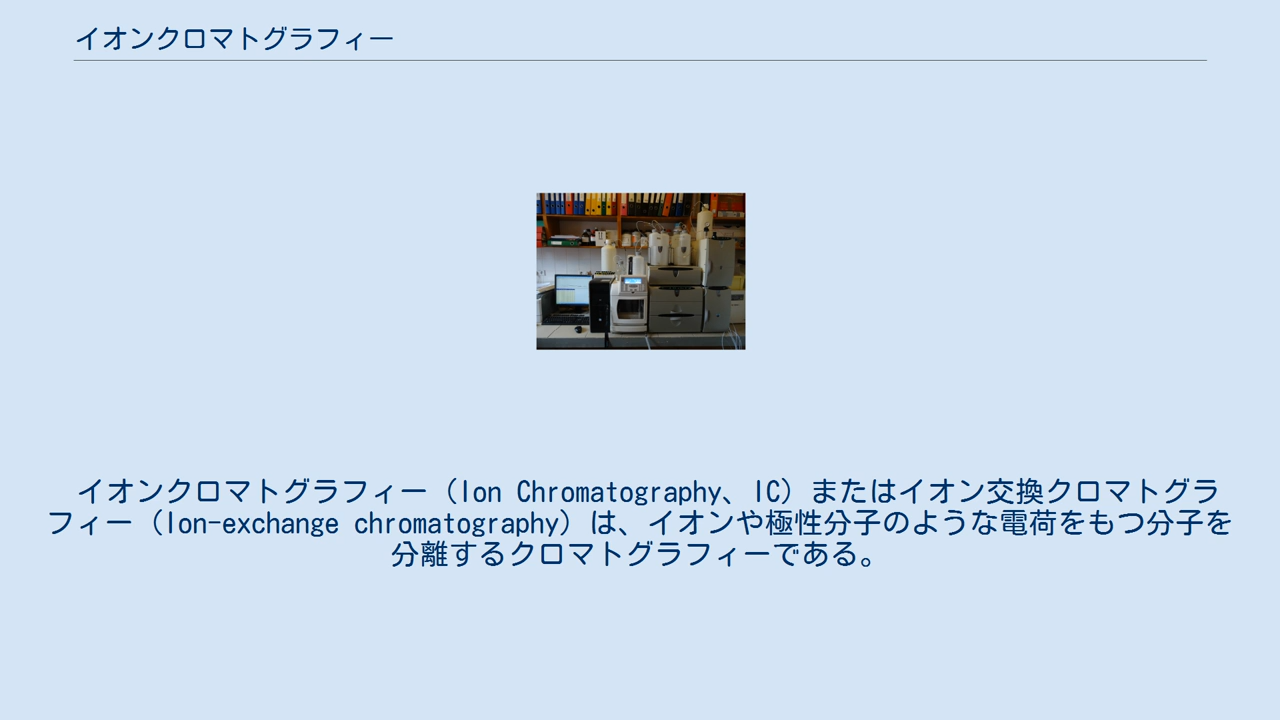 イオンクロマトグラフィー
イオンクロマトグラフィー（Ion Chromatography、IC）またはイオン交換クロマトグラ
フィー（Ion-exchange chromatography）は、イオンや極性分子のような電荷をもつ分子を
分離するクロマトグラフィーである。